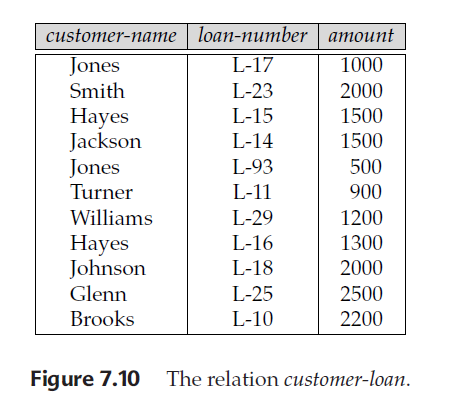 customer-name loan-number amount
Jones L-17 1000
Smith L-23 2000
Hayes L-15 1500
Jackson L-14 1500
Jones L-93 500
Turner L-11 900
Williams L-29 1200
Hayes L-16 1300
Johnson L-18 2000
Glenn L-25 2500
Brooks L-10 2200
Figure 7.10 The relation customer-loan.